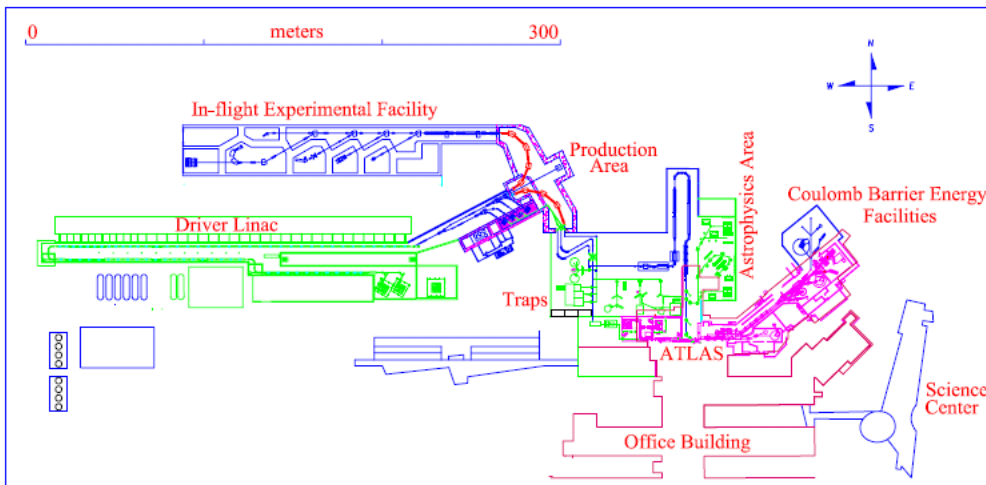 0 meters 300
N
W E
S
In-flight Experimental Facility
Production
Area
Astrophysics Area
Coulomb Barrier Energy
Facilities
Driver Linac
Traps
ATLAS
Science
Center
Office Building